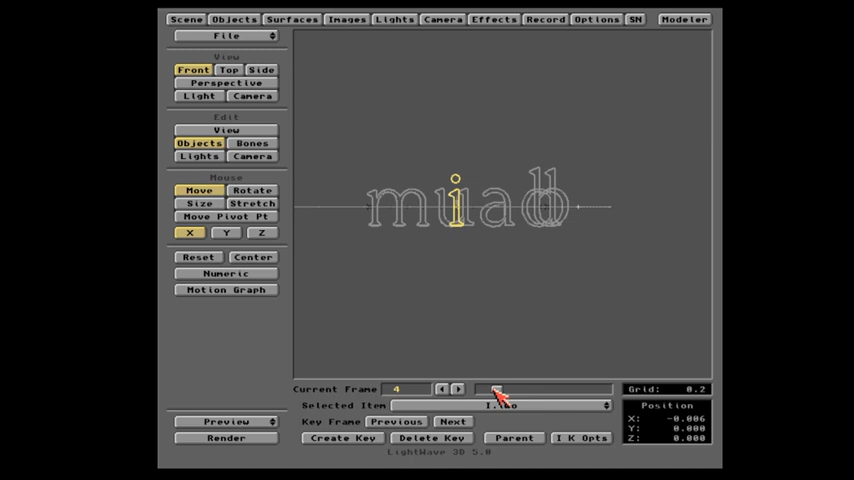 Scene Objects Surfaces Images Lights Camera Effects Record Options SN Modeler
File
View
Front Top Side
Perspective
Light Camera
Edit
View
Objects Bones
Lights Camera
Mouse
Move Rotate
Size Stretch
Move Pivot Pt
X Y Z
Reset Center
Numeric
Motion Graph
Current Frame 4
Grid: 0.2
Selected Item
Position
X: -0.006
Y: 0.000
Z: 0.000
Key Frame Previous Next
Preview
Render
Create Key Delete Key Parent I K Opts
LightWave 3D 5.0